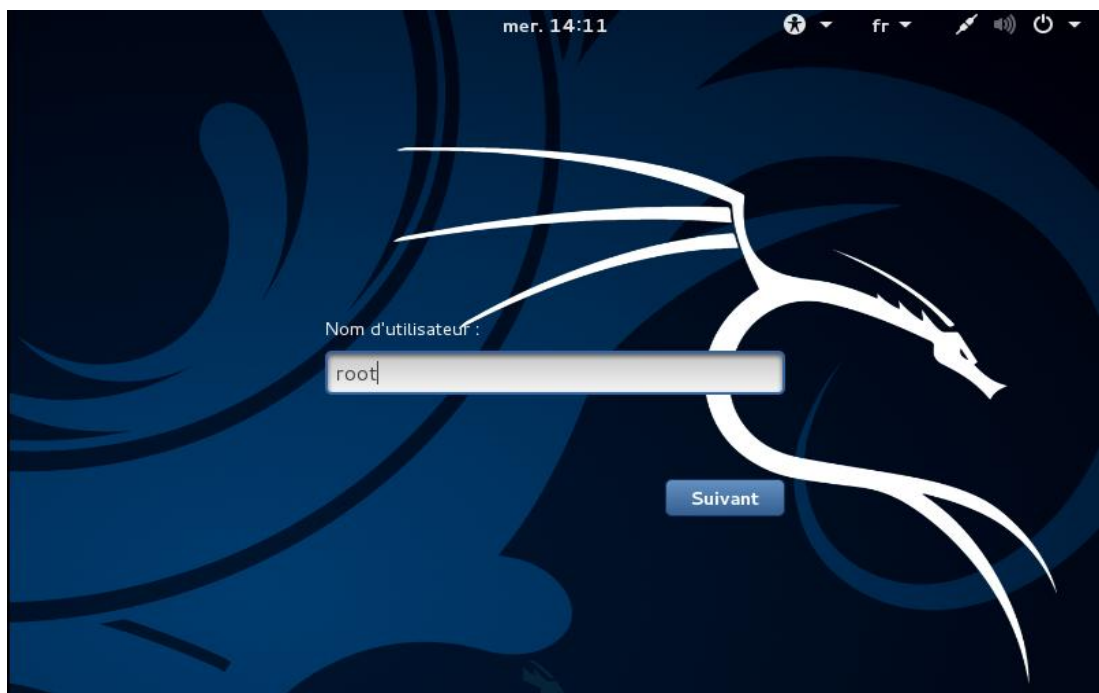 mer. 14:11
fr
Nom d'utilisateur :
root
Suivant